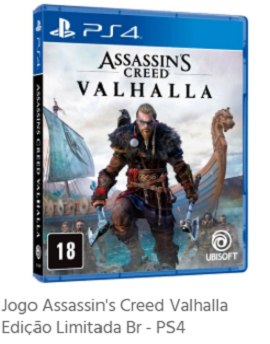 PS4
ASSASSIN'S
CREED
VALHALLA
ASSASSIN'S CREED VALHALLA
18
UBISOFT
Jogo Assassin's Creed Valhalla
Edição Limitada Br - PS4